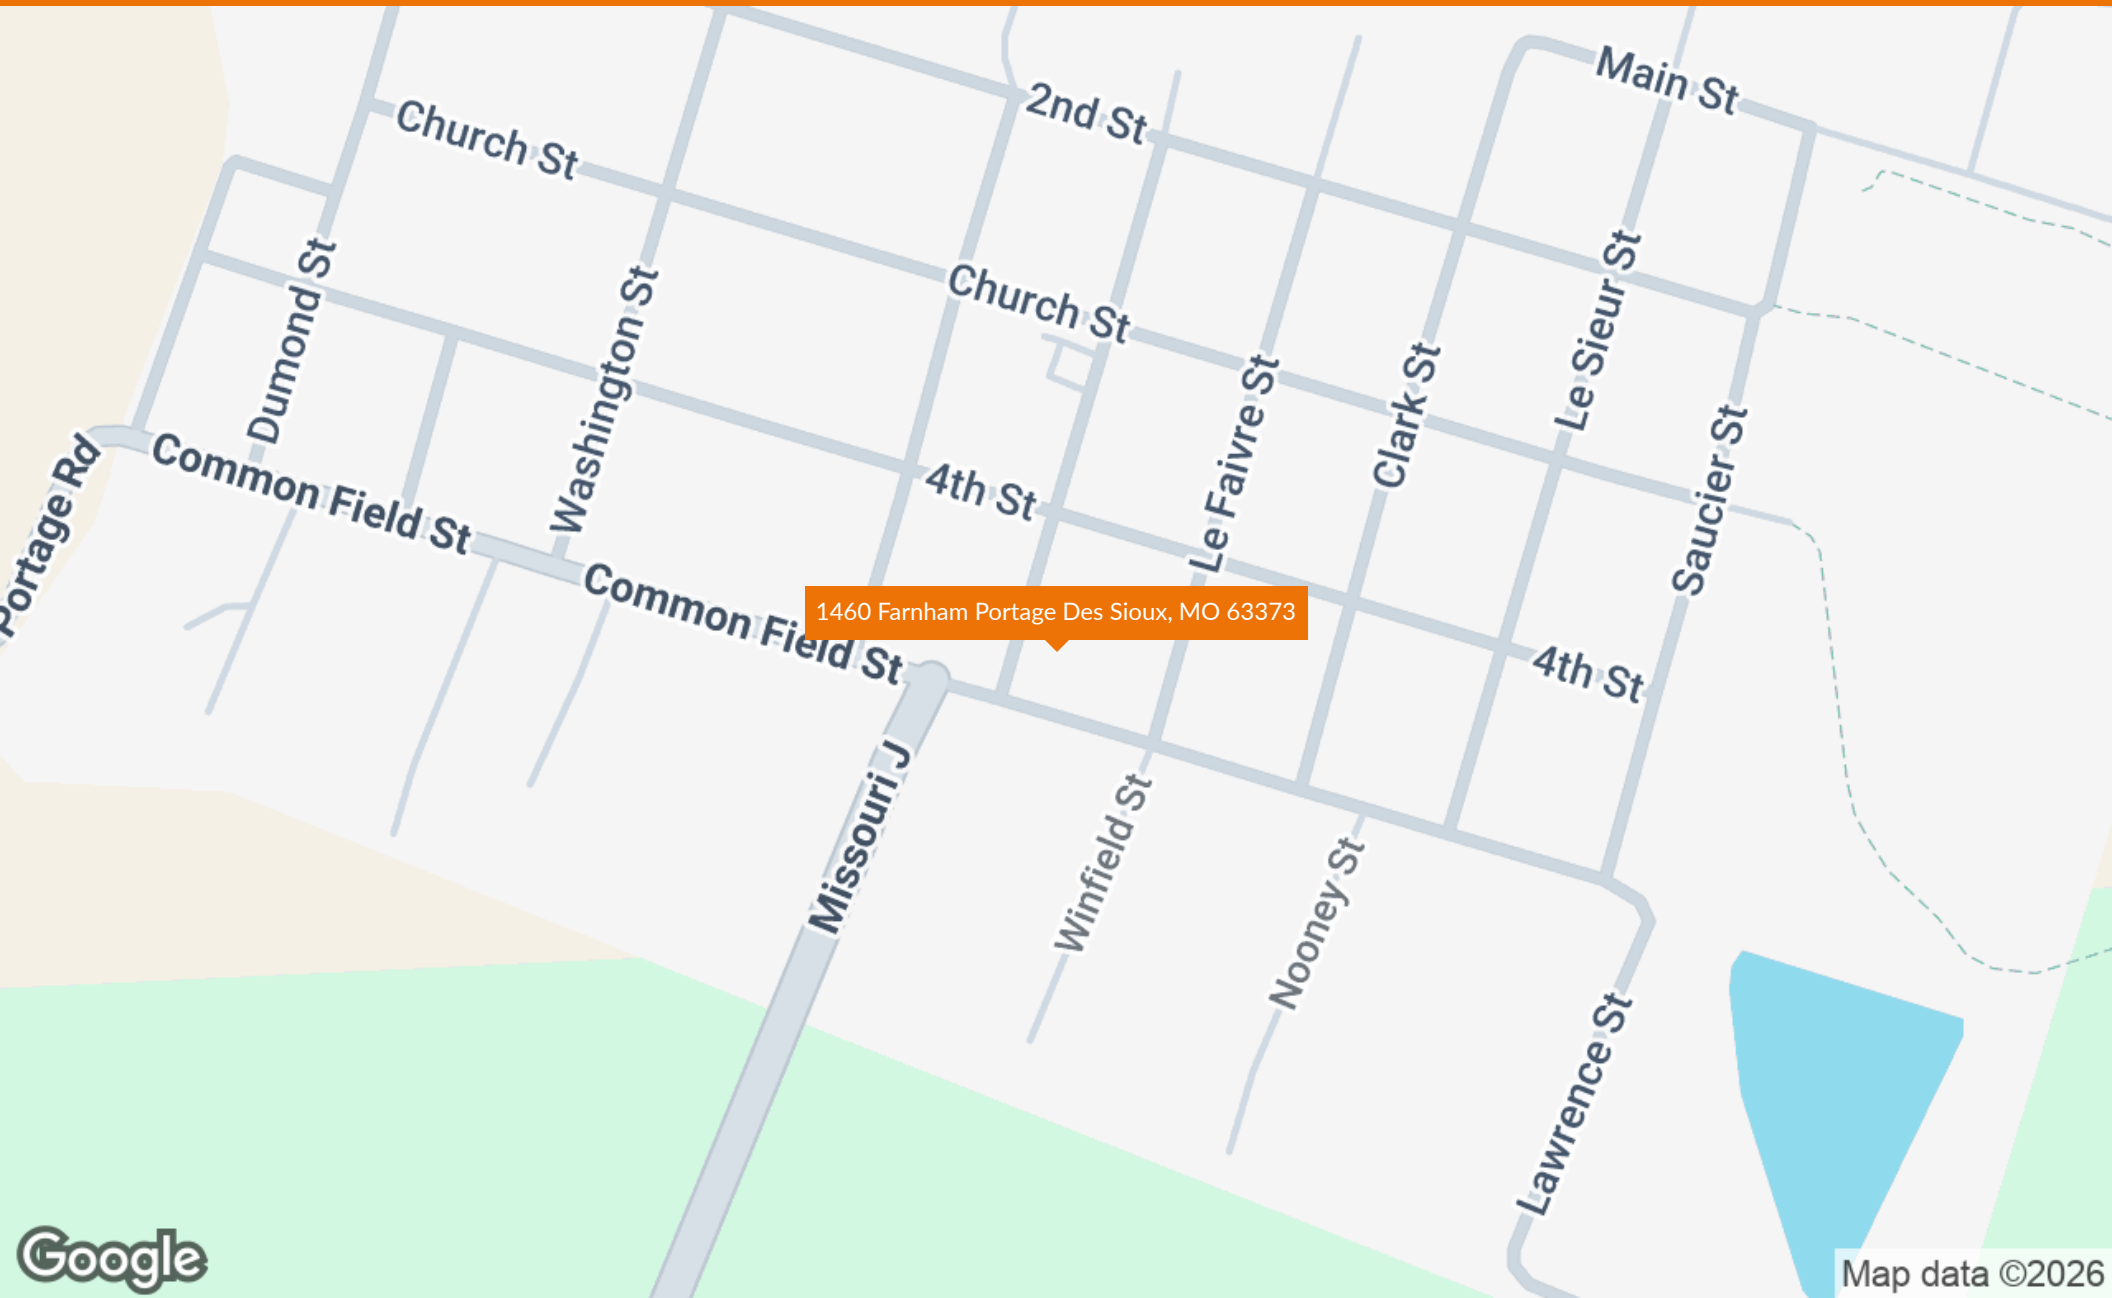 Main St
2nd St
Church St
Church St
Dumond St
Washington St
Le Sieur St
Clark St
Le Faivre St
Saucier St
Portage Rd
Common Field St
4th St
Common Field St
1460 Farnham Portage Des Sioux, MO 63373
4th St
Missouri J
Winfield St
Nooney St
Lawrence St
Google
Map data ©2026